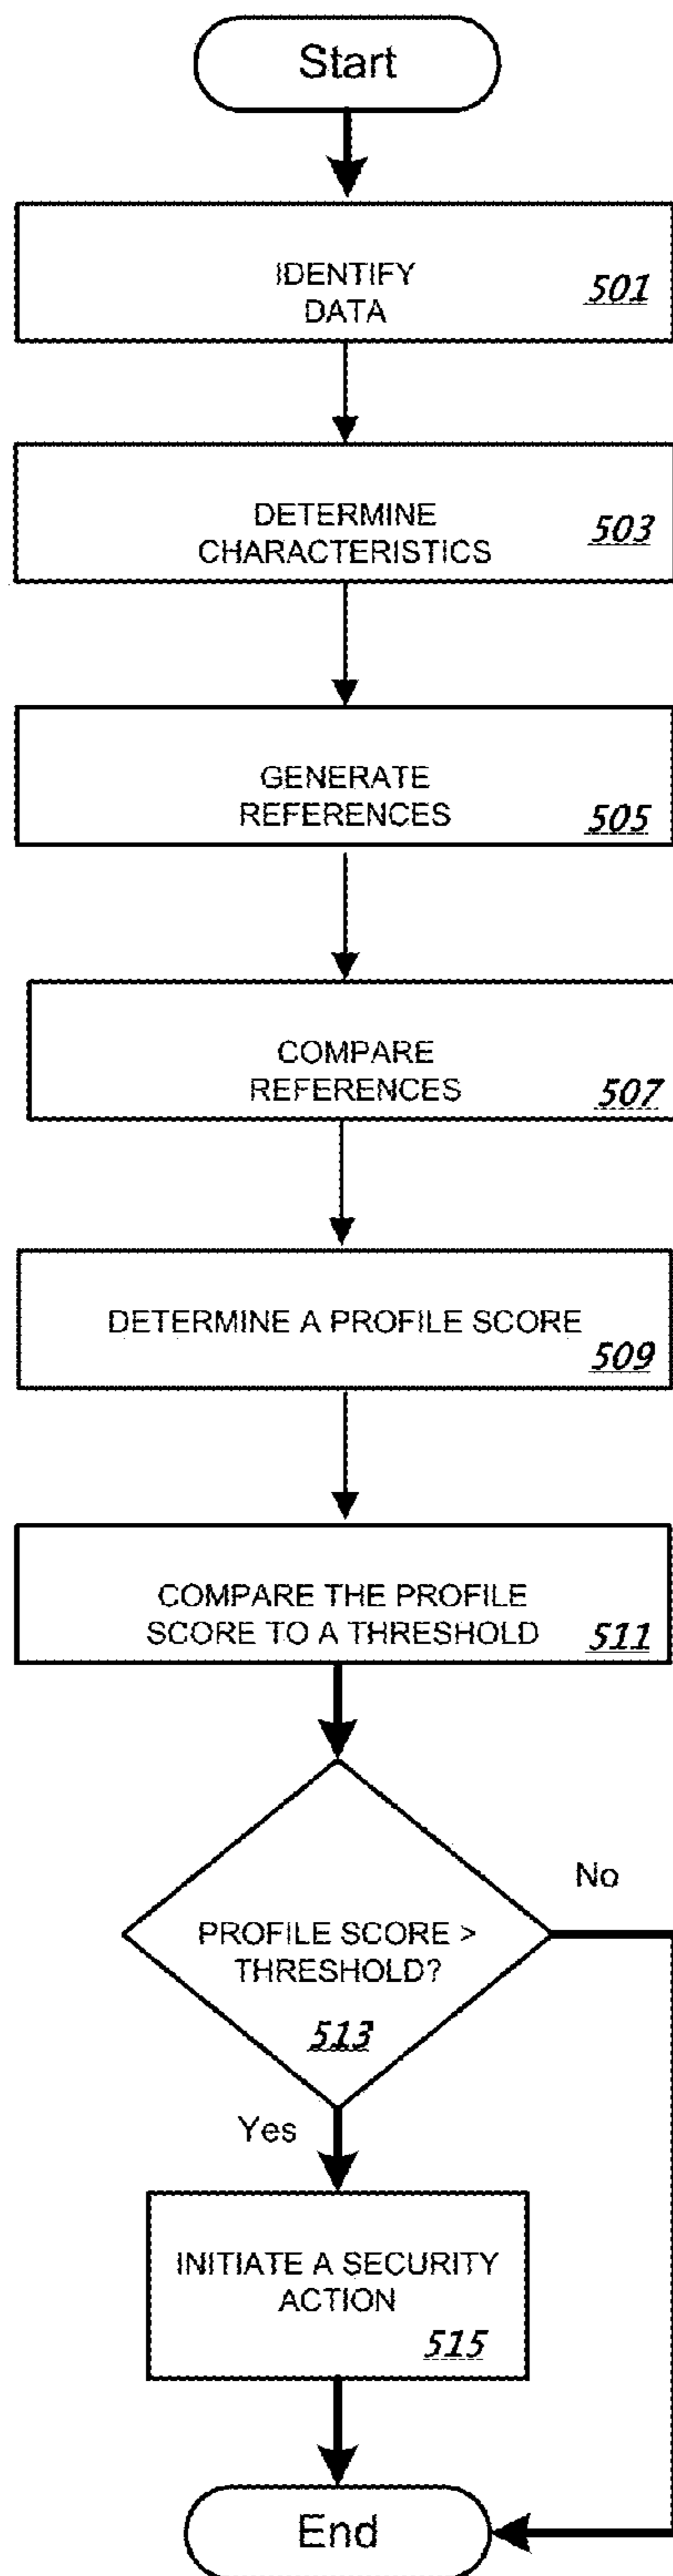 Start
IDENTIFY
DATA
501
DETERMINE
CHARACTERISTICS
503
GENERATE
REFERENCES
505
COMPARE
REFERENCES
507
DETERMINE A PROFILE SCORE
509
COMPARE THE PROFILE
SCORE TO A THRESHOLD
511
No
PROFILE SCORE >
THRESHOLD?
513
Yes
INITIATE A SECURITY
ACTION
515
End